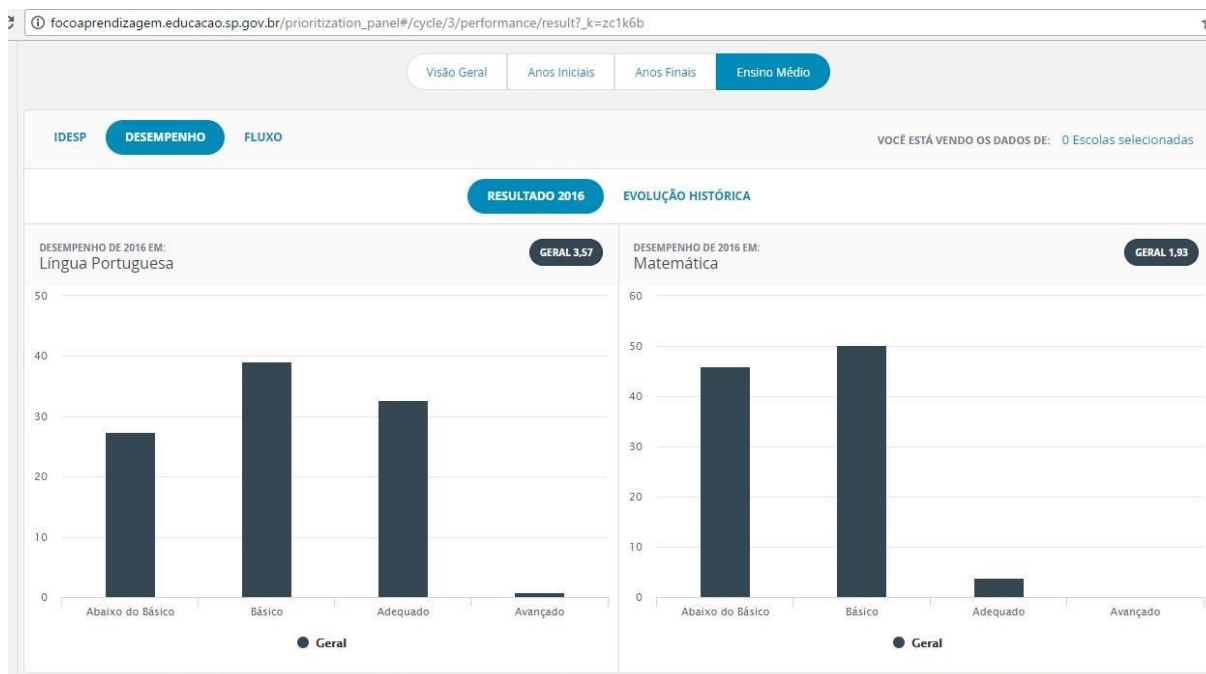 focoaprendizagem.educacao.sp.gov.br/prioritization_panel#/cycle/3/performance/result?_k=zc1k6b
Visão Geral Anos Iniciais Anos Finais Ensino Médio
IDESP DESEMPENHO FLUXO VOCÊ ESTÁ VENDO OS DADOS DE: 0 Escolas selecionadas
RESULTADO 2016 EVOLUÇÃO HISTÓRICA
DESEMPENHO DE 2016 EM:
Língua Portuguesa
GERAL 3,57
50
40
30
20
10
0
Abaixo do Básico Básico Adequado Avançado
Geral
DESEMPENHO DE 2016 EM:
Matemática
GERAL 1,93
60
50
40
30
20
10
0
Abaixo do Básico Básico Adequado Avançado
Geral